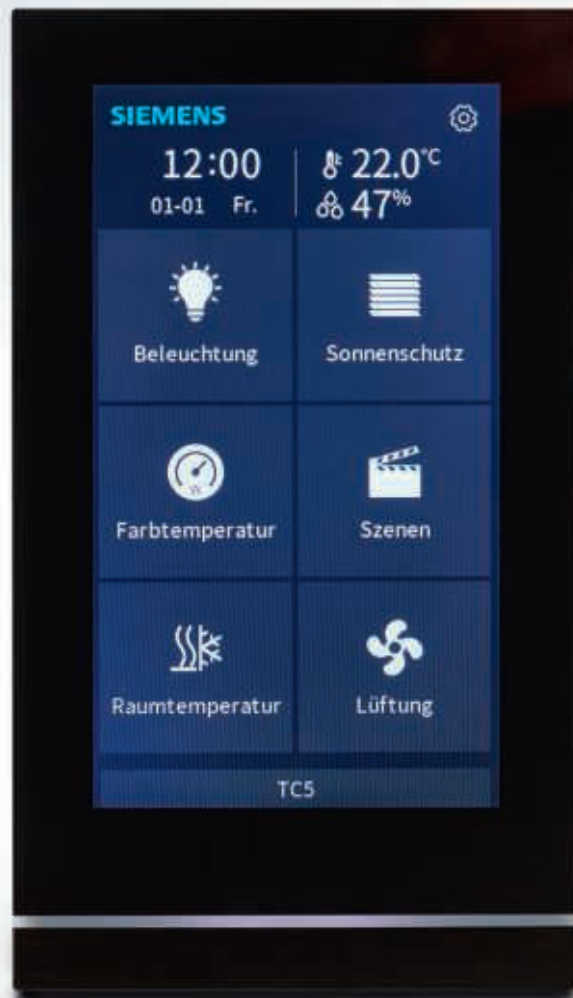 SIEMENS
12:00
22.0°C
01-01 Fr.
47%
Beleuchtung
Sonnenschutz
Farbtemperatur
Szenen
Raumtemperatur
Lüftung
TC5